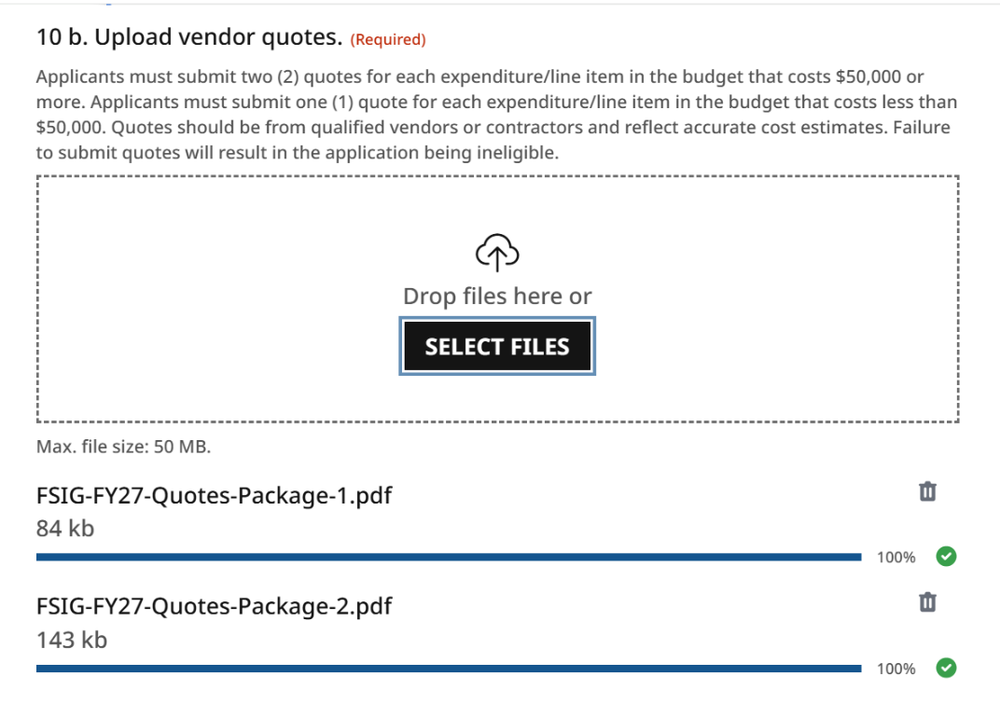 10 b. Upload vendor quotes. (Required)
Applicants must submit two (2) quotes for each expenditure/line item in the budget that costs $50,000 or
more. Applicants must submit one (1) quote for each expenditure/line item in the budget that costs less than
$50,000. Quotes should be from qualified vendors or contractors and reflect accurate cost estimates. Failure
to submit quotes will result in the application being ineligible.
Drop files here or
SELECT FILES
Max. file size: 50 MB.
FSIG-FY27-Quotes-Package-1.pdf
84 kb
100%
FSIG-FY27-Quotes-Package-2.pdf
143 kb
100%